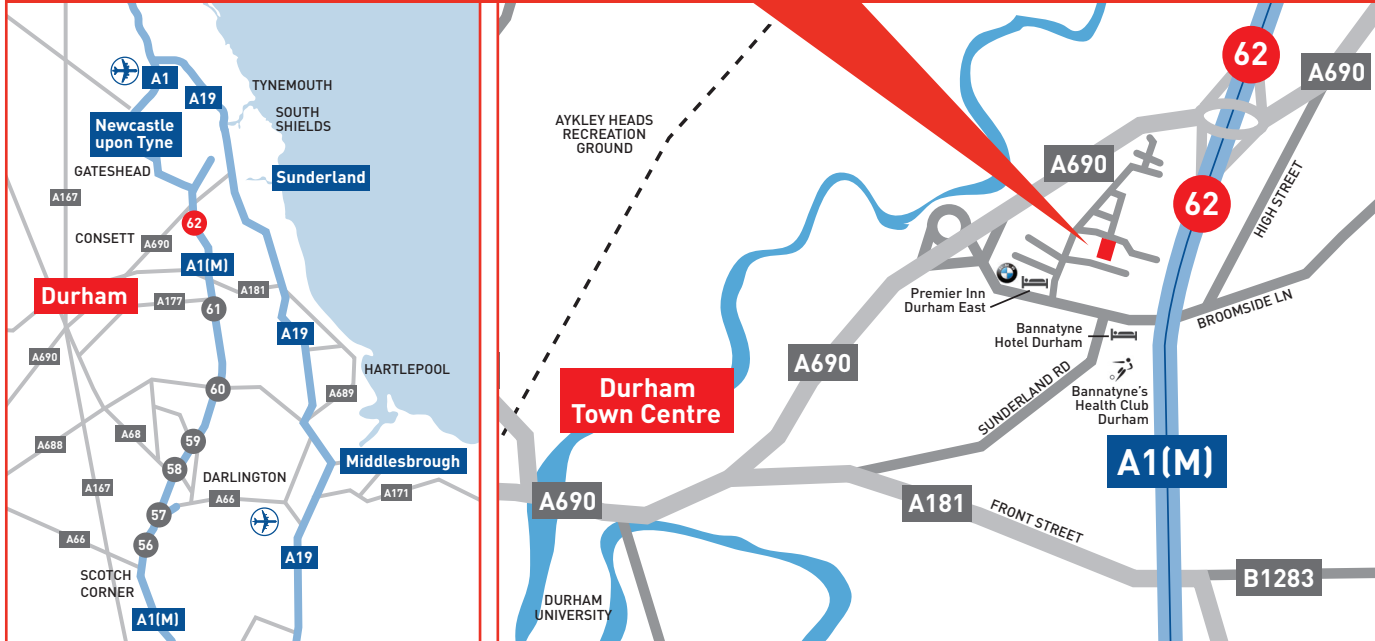 A1
A19
TYNEMOUTH
SOUTH
SHIELDS
Newcastle
upon Tyne
GATESHEAD
Sunderland
A167
62
CONSETT
A690
A1(M)
Durham
A177
A181
61
A19
A690
HARTLEPOOL
60
A689
A68
A688
59
58
Middlesbrough
DARLINGTON
A167
A66
A171
57
A66
56
A19
SCOTCH
CORNER
A1(M)
62
A690
AYKLEY HEADS
RECREATION
GROUND
A690
62
HIGH STREET
Premier Inn
Durham East
BROOMSIDE LN
Bannatyne
Hotel Durham
A690
SUNDERLAND RD
Bannatyne's
Health Club
Durham
Durham
Town Centre
A1(M)
A690
A181
FRONT STREET
B1283
DURHAM
UNIVERSITY